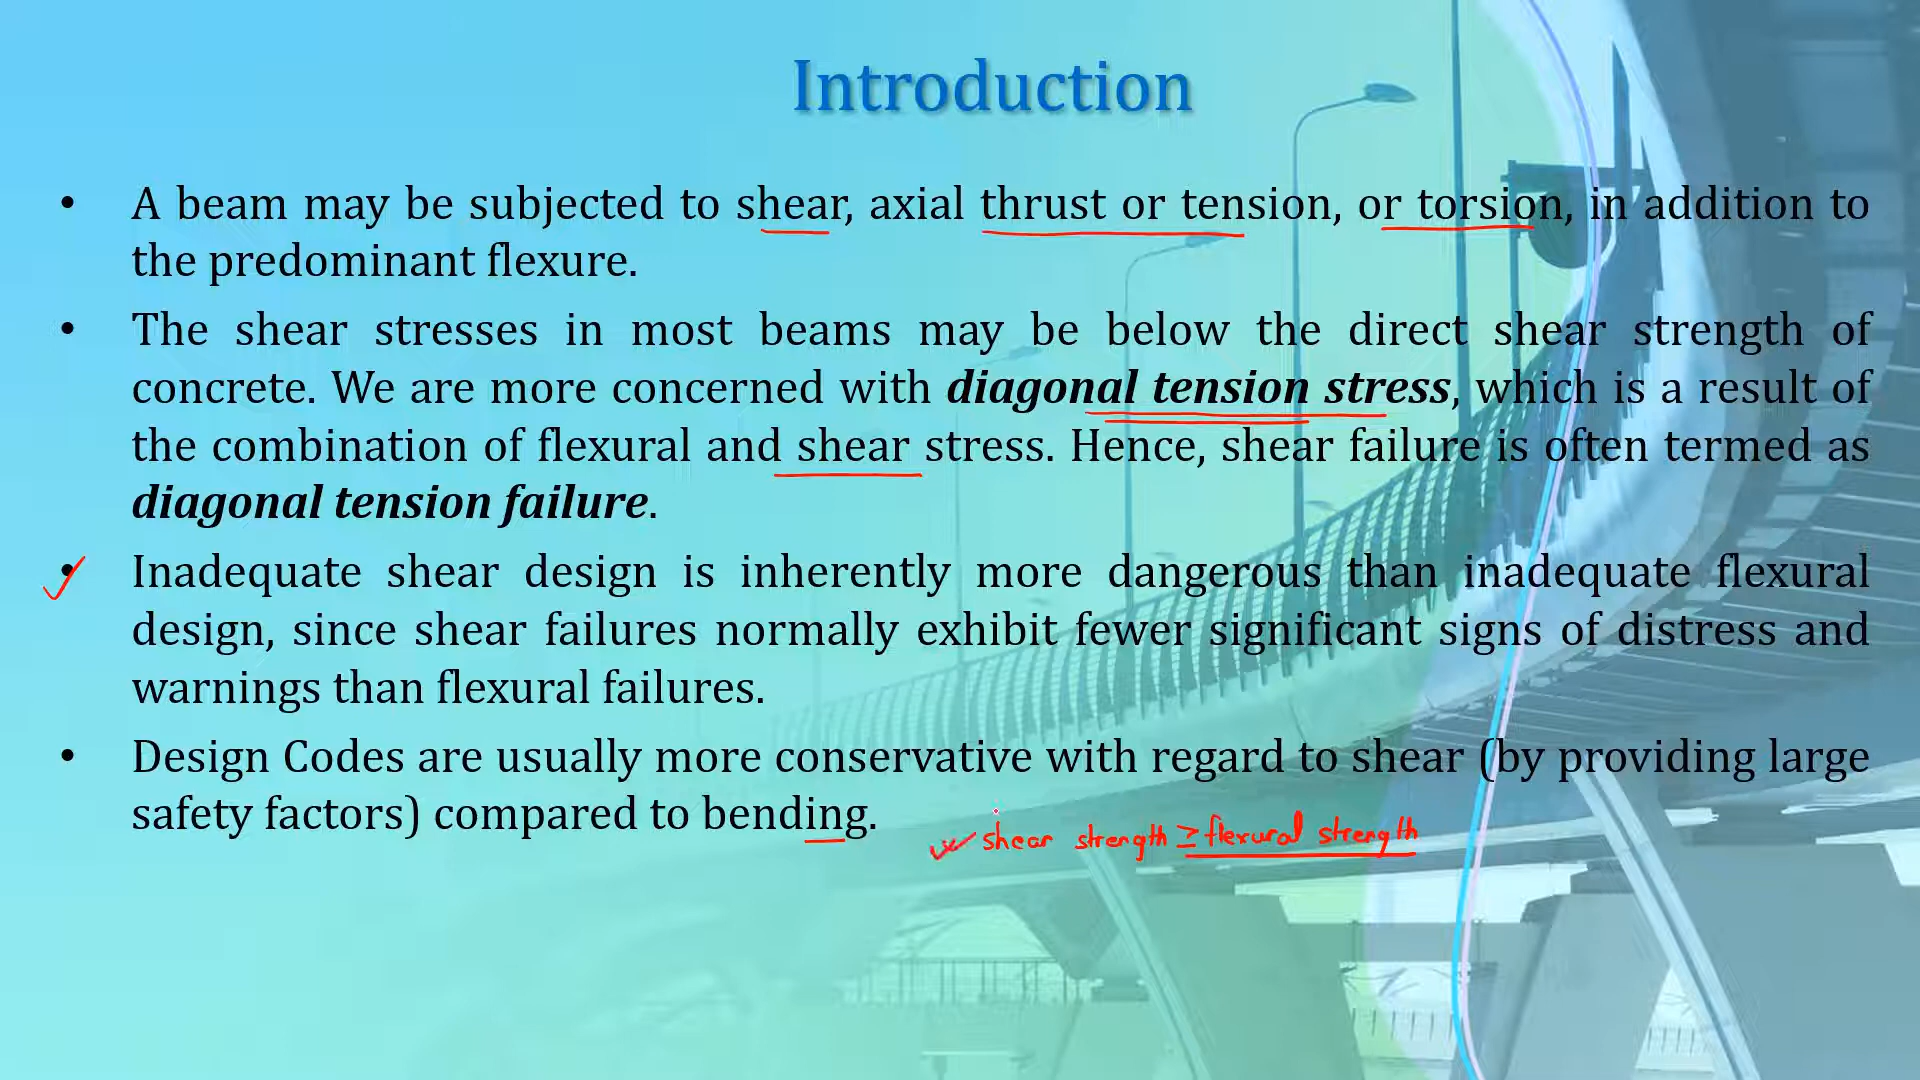 Introduction
• A beam may be subjected to shear, axial thrust or tension, or torsion, in addition to
the predominant flexure.
• The shear stresses in most beams may be below the direct shear strength of
concrete. We are more concerned with diagonal tension stress, which is a result of
the combination of flexural and shear stress. Hence, shear failure is often termed as
diagonal tension failure.
• Inadequate shear design is inherently more dangerous than inadequate flexural
design, since shear failures normally exhibit fewer significant signs of distress and
warnings than flexural failures.
• Design Codes are usually more conservative with regard to shear (by providing large
safety factors) compared to bending.
shear strength ≥ flexural strength